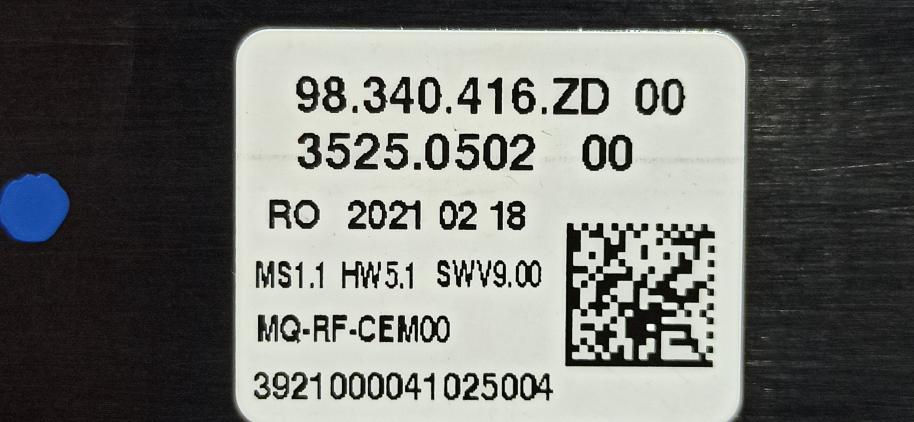 98.340.416.ZD 00
3525.0502 00
RO 2021 02 18
MS1.1 HW5.1 SWV9.00
MQ-RF-CEM00
3921000041025004